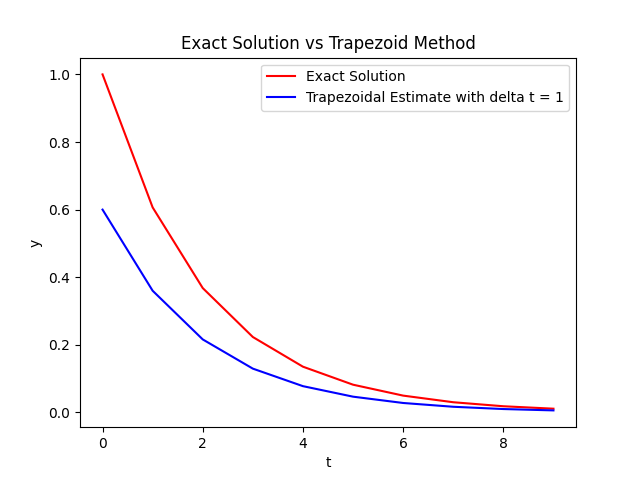 Exact Solution vs Trapezoid Method
Exact Solution
Trapezoidal Estimate with delta t = 1
y
1.0
0.8
0.6
0.4
0.2
0.0
0 2 4 6 8
t